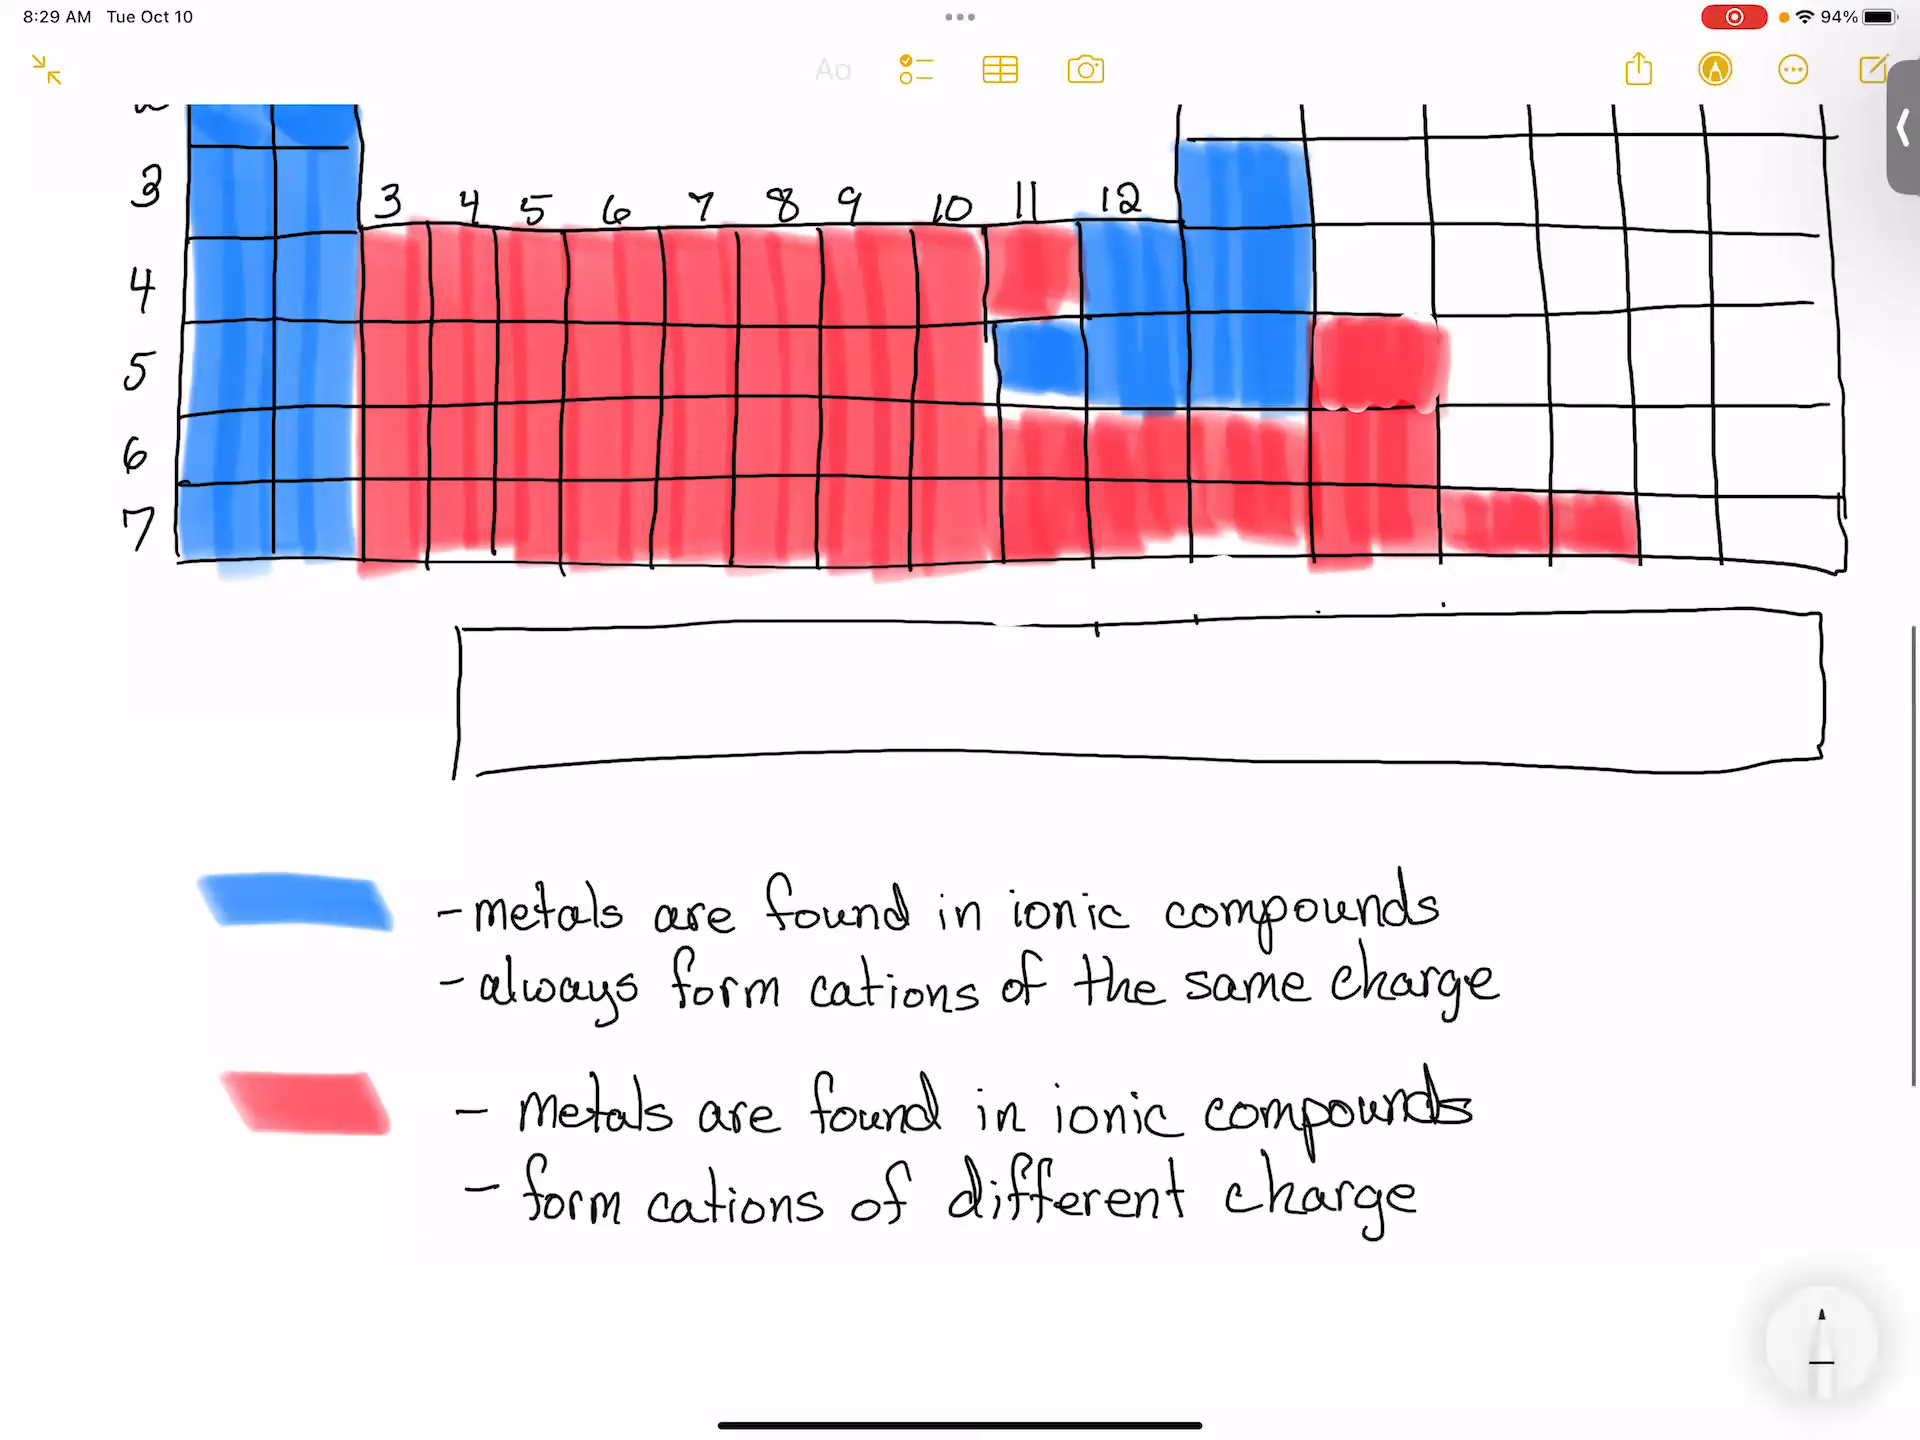 8:29 AM Tue Oct 10
94%
Aa
3
3 4 5 6 7 8 9 10 11 12
4
5
6
7
- metals are found in ionic compounds
- always form cations of the same charge
- metals are found in ionic compounds
- form cations of different charge